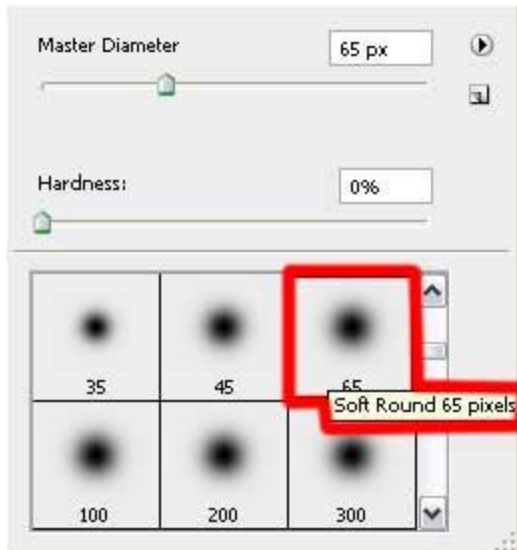 Master Diameter 65 px
Hardness: 0%
35 45 65
Soft Round 65 pixels
100 200 300